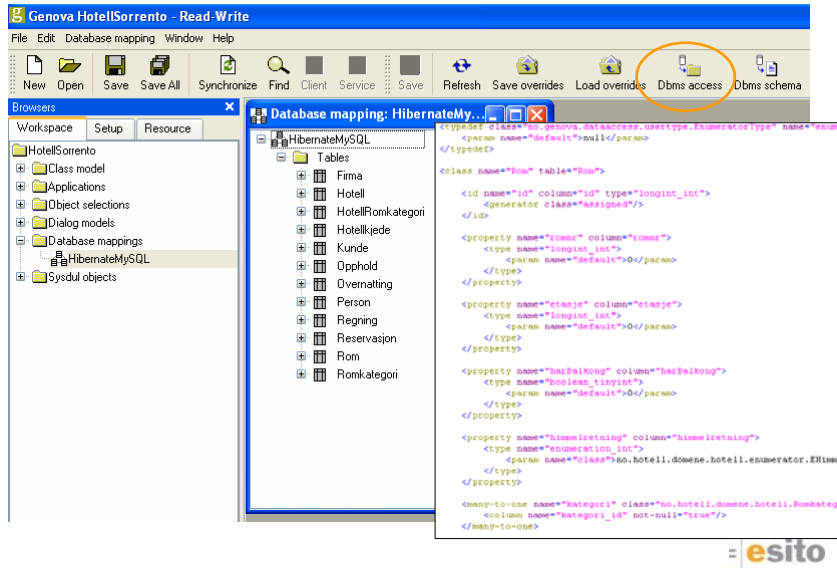 Genova HotellSorrento - Read-Write
File Edit Database mapping Window Help
New Open Save Save All Synchronize Find Client Service Save Refresh Save overrides Load overrides Dbms access Dbms schema
Browsers
Workspace Setup Resource
HotellSorrento
Class model
Applications
Object selections
Dialog models
Database mappings
HibernateMySQL
Sysdul objects
Database mapping: HibernateMy...
HibernateMySQL
Tables
Firma
Hotell
HotellRomkategori
Hotellkjede
Kunde
Opphold
Overnatting
Person
Regning
Reservasjon
Rom
Romkategori
<typedef class="no.genova.dataaccess.usertype.EnumeratorType" name="enum
<param name="default">null</param>
</typedef>
<class name="Rom" table="Rom">
<id name="id" column="id" type="longint_int">
<generator class="assigned"/>
</id>
<property name="romnr" column="romnr">
<type name="longint_int">
<param name="default">0</param>
</type>
</property>
<property name="etasje" column="etasje">
<type name="longint_int">
<param name="default">0</param>
</type>
</property>
<property name="harBalkong" column="harBalkong">
<type name="boolean_tinyint">
<param name="default">0</param>
</type>
</property>
<property name="himmelretning" column="himmelretning">
<type name="enumeration_int">
<param name="class">no.hotell.domene.hotell.enumerator.EHimm
</type>
</property>
<many-to-one name="kategori" class="no.hotell.domene.hotell.Romkateg
<column name="kategori_id" not-null="true"/>
</many-to-one>
esito